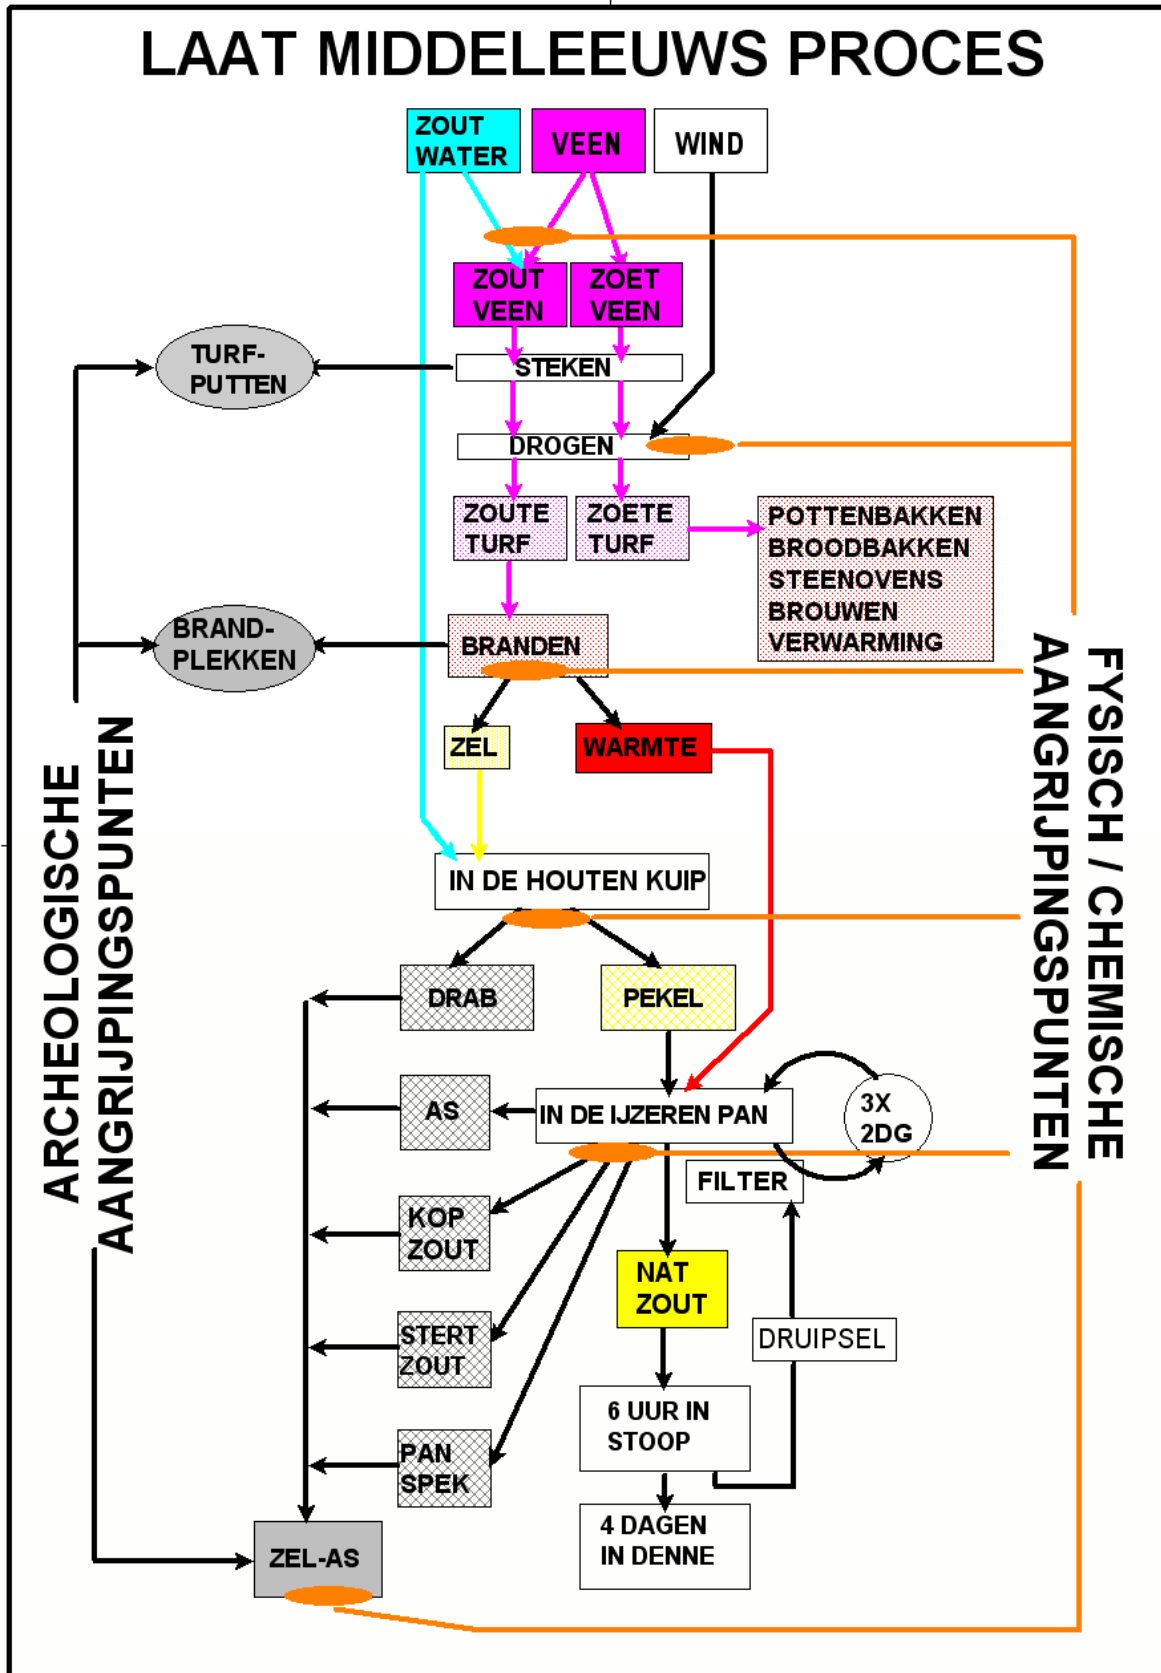 LAAT MIDDELEEUWS PROCES
ZOUT
WATER
VEEN
WIND
ZOUT
VEEN
ZOET
VEEN
TURF-
PUTTEN
STEKEN
DROGEN
ZOUTE
TURF
ZOETE
TURF
POTTENBAKKEN
BROODBAKKEN
STEENOVENS
BROUWEN
VERWARMING
BRAND-
PLEKKEN
BRANDEN
ZEL
WARMTE
ARCHEOLOGISCHE
AANGRIJPINGSPUNTEN
FYSISCH / CHEMISCHE
AANGRIJPINGSPUNTEN
IN DE HOUTEN KUIP
DRAB
PEKEL
AS
IN DE IJZEREN PAN
3X
2DG
FILTER
KOP
ZOUT
NAT
ZOUT
STERT
ZOUT
DRUIPSEL
6 UUR IN
STOOP
PAN
SPEK
4 DAGEN
IN DENNE
ZEL-AS